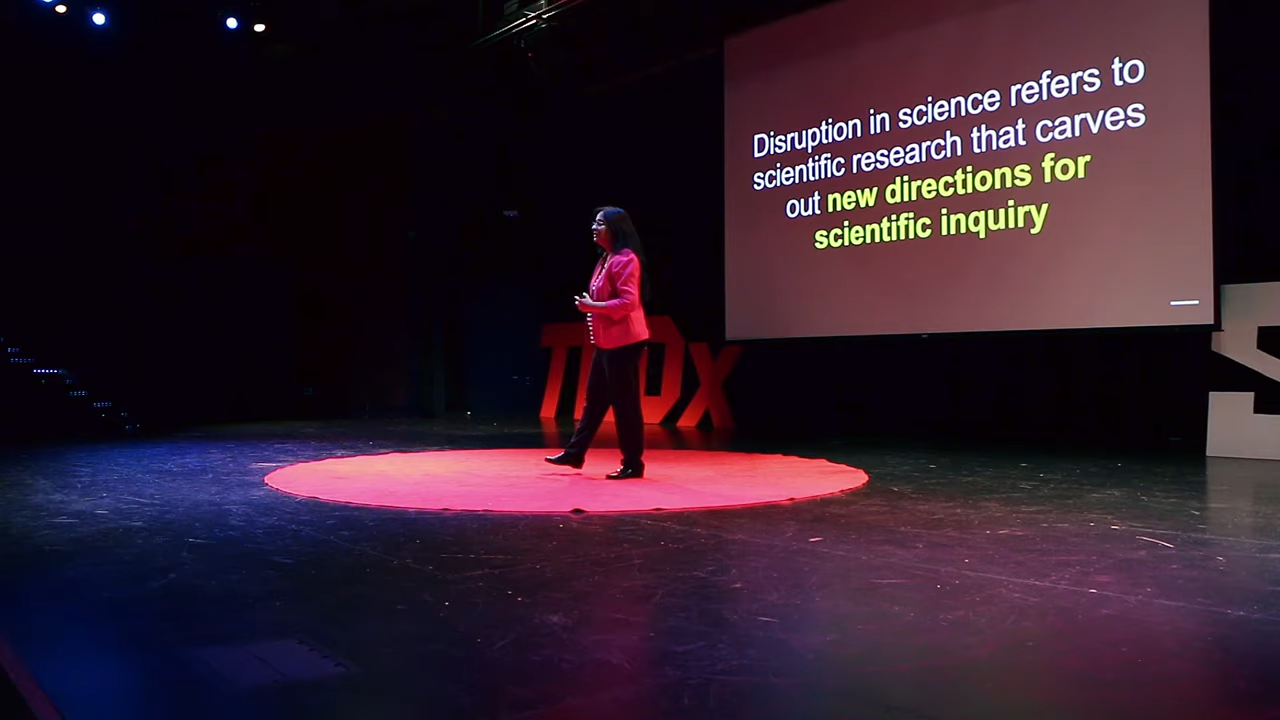 Disruption in science refers to
scientific research that carves
out new directions for
scientific inquiry
TEDx
S